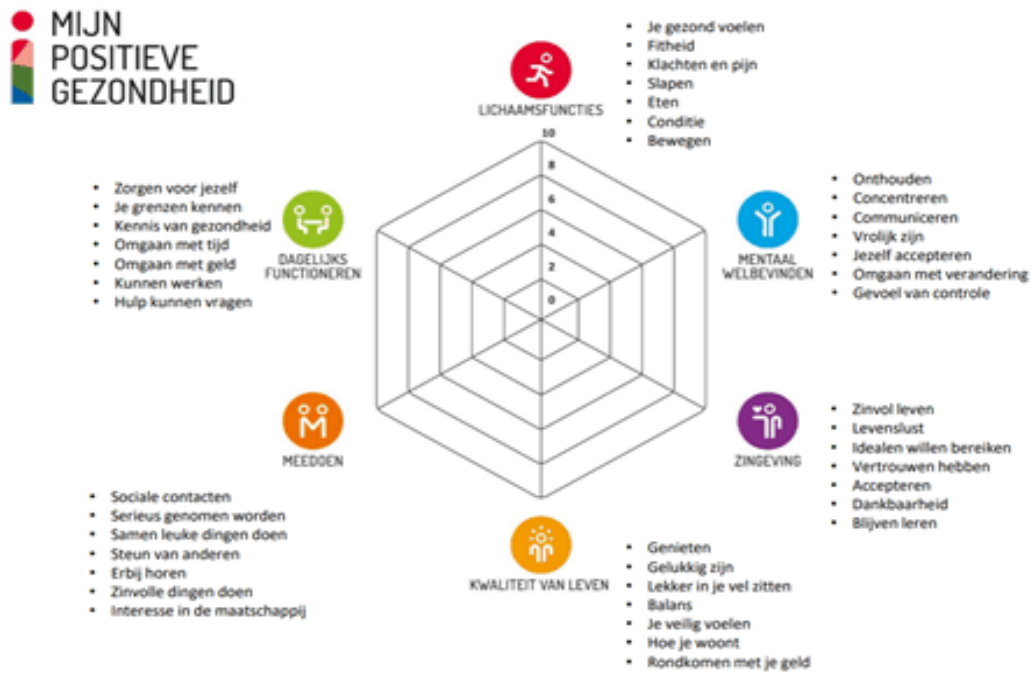 MIJN
POSITIEVE
GEZONDHEID
LICHAAMSFUNCTIES
• Je gezond voelen
• Fitheid
• Klachten en pijn
• Slapen
• Eten
• Conditie
• Bewegen
10
8
6
4
2
0
MENTAAL
WELBEVINDEN
• Onthouden
• Concentreren
• Communiceren
• Vrolijk zijn
• Jezelf accepteren
• Omgaan met verandering
• Gevoel van controle
ZINGEVING
• Zinvol leven
• Levenslust
• Idealen willen bereiken
• Vertrouwen hebben
• Accepteren
• Dankbaarheid
• Blijven leren
KWALITEIT VAN LEVEN
• Genieten
• Gelukkig zijn
• Lekker in je vel zitten
• Balans
• Je veilig voelen
• Hoe je woont
• Rondkomen met je geld
MEEDOEN
• Sociale contacten
• Serieus genomen worden
• Samen leuke dingen doen
• Steun van anderen
• Erbij horen
• Zinvolle dingen doen
• Interesse in de maatschappij
DAGELIJKS
FUNCTIONEREN
• Zorgen voor jezelf
• Je grenzen kennen
• Kennis van gezondheid
• Omgaan met tijd
• Omgaan met geld
• Kunnen werken
• Hulp kunnen vragen